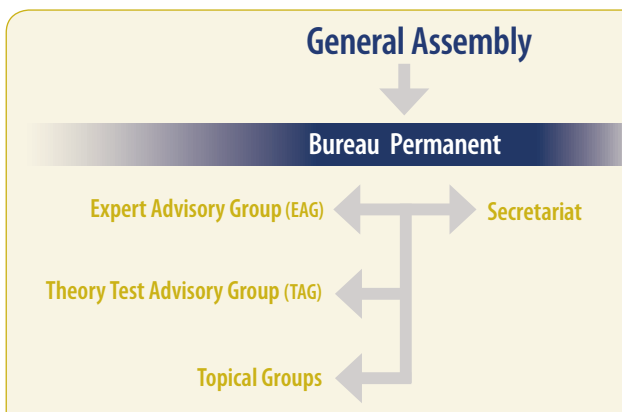 General Assembly
Bureau Permanent
Expert Advisory Group (EAG)
Secretariat
Theory Test Advisory Group (TAG)
Topical Groups